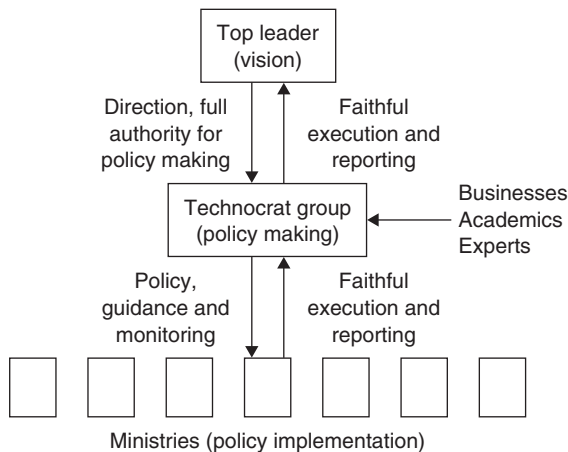 Top leader
(vision)
Direction, full
authority for
policy making
Faithful
execution and
reporting
Technocrat group
(policy making)
Businesses
Academics
Experts
Policy,
guidance and
monitoring
Faithful
execution and
reporting
Ministries (policy implementation)